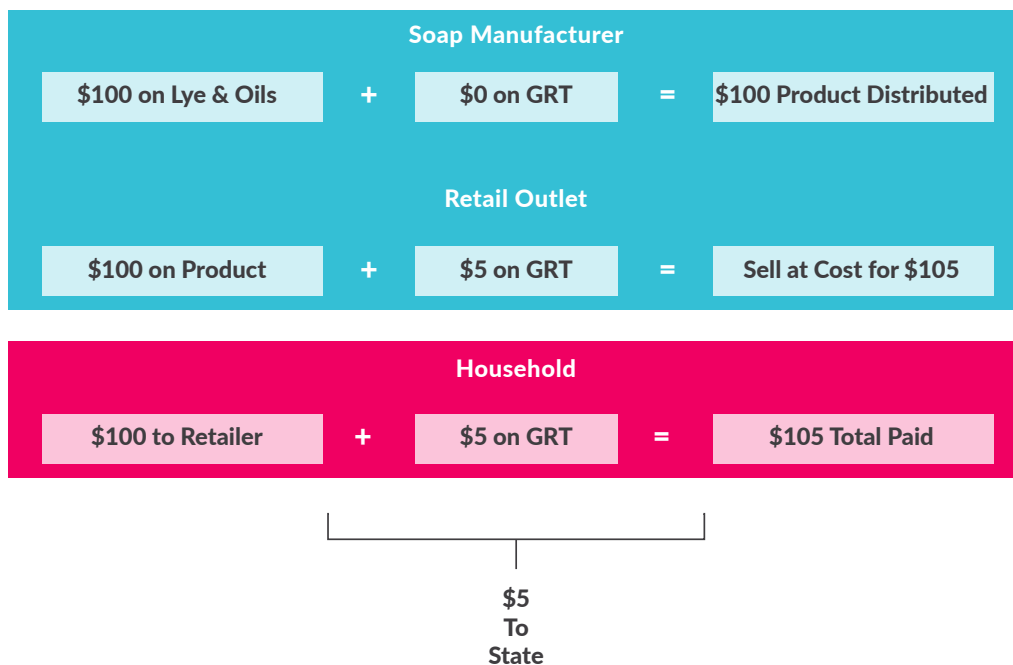 Soap Manufacturer
$100 on Lye & Oils + $0 on GRT = $100 Product Distributed
Retail Outlet
$100 on Product + $5 on GRT = Sell at Cost for $105
Household
$100 to Retailer + $5 on GRT = $105 Total Paid
$5
To
State